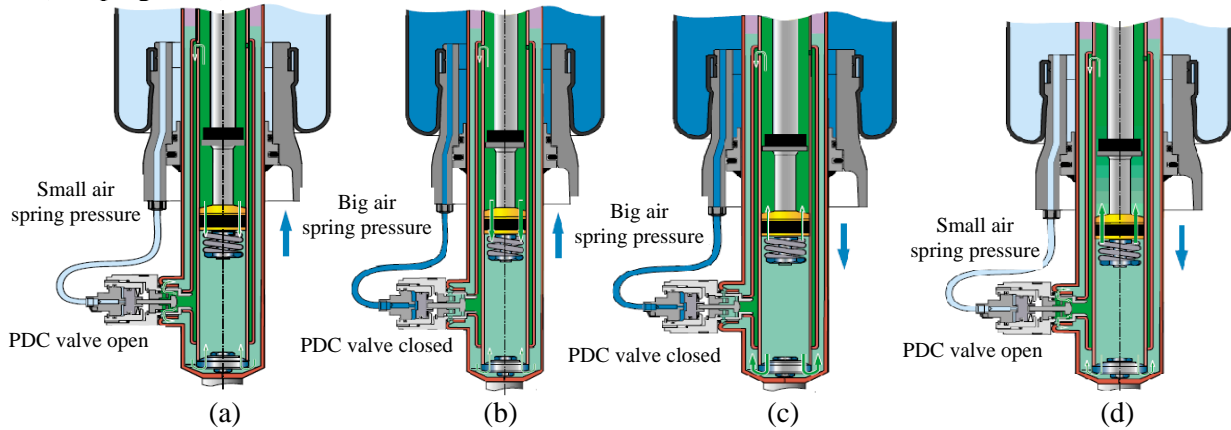 Small air
spring pressure
PDC valve open
(a)
Big air
spring pressure
PDC valve closed
(b)
Big air
spring pressure
PDC valve closed
(c)
Small air
spring pressure
PDC valve open
(d)